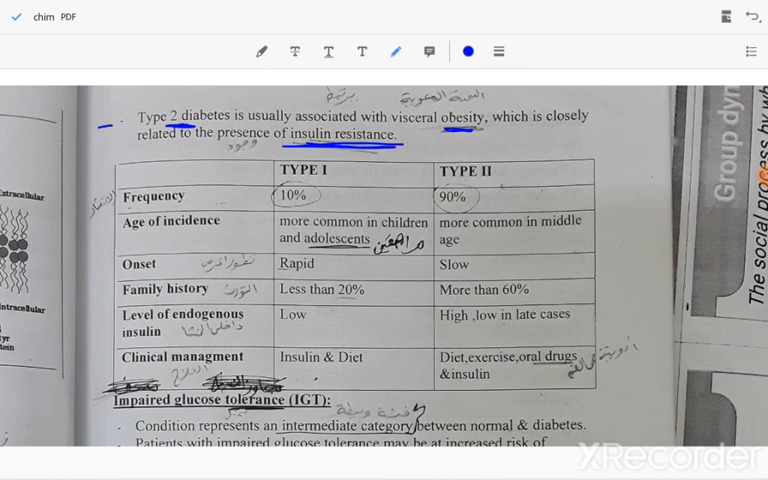 chim PDF
يرتبط
Type 2 diabetes is usually associated with visceral obesity, which is closely
related to the presence of insulin resistance.
وجود
TYPE I TYPE II
Frequency 10% 90%
Age of incidence more common in children more common in middle
and adolescents مراهقين age
Onset Rapid Slow
Family history Less than 20% More than 60%
Level of endogenous Low High ,low in late cases
insulin
Clinical managment Insulin & Diet Diet,exercise,oral drugs
العلاج &insulin
Impaired glucose tolerance (IGT):
- Condition represents an intermediate category between normal & diabetes.
- Patients with impaired glucose tolerance may be at increased risk of
Extracellular
Intracellular
Group dyn
The social process by wh
XRecorder